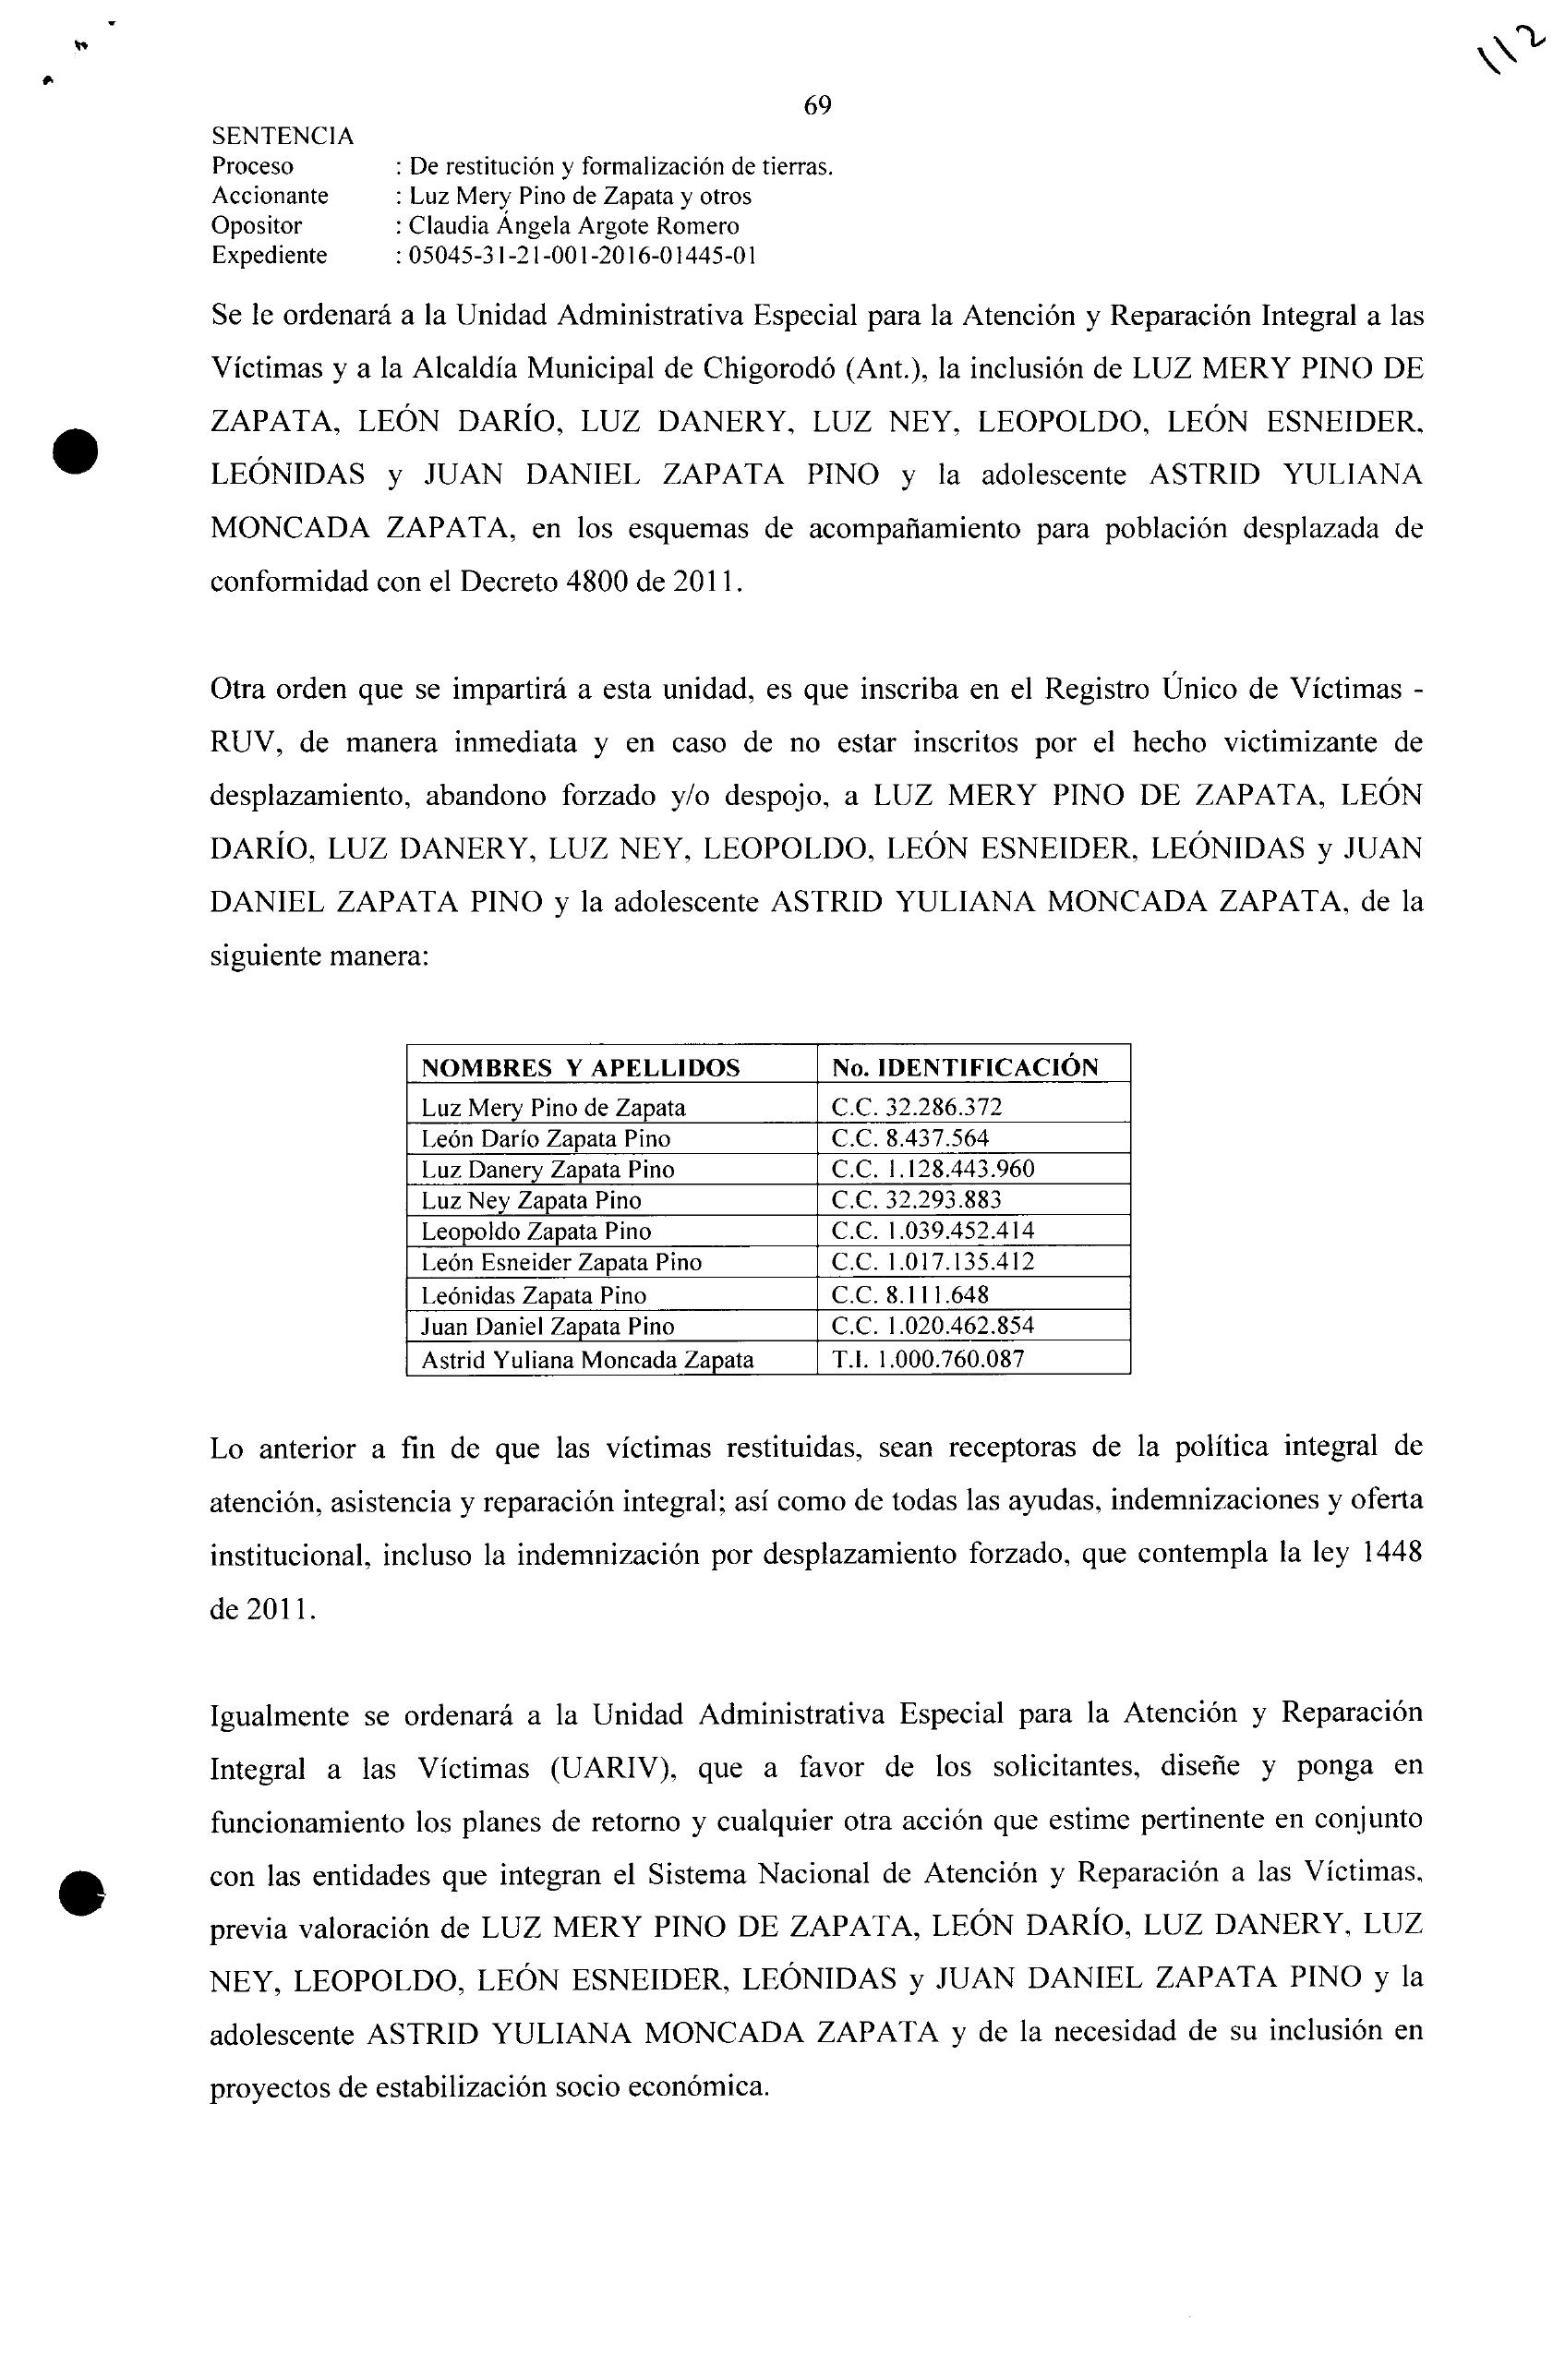 112
69
SENTENCIA
Proceso : De restitución y formalización de tierras.
Accionante : Luz Mery Pino de Zapata y otros
Opositor : Claudia Ángela Argote Romero
Expediente : 05045-31-21-001-2016-01445-01
Se le ordenará a la Unidad Administrativa Especial para la Atención y Reparación Integral a las
Víctimas y a la Alcaldía Municipal de Chigorodó (Ant.), la inclusión de LUZ MERY PINO DE
ZAPATA, LEÓN DARÍO, LUZ DANERY, LUZ NEY, LEOPOLDO, LEÓN ESNEIDER,
LEÓNIDAS y JUAN DANIEL ZAPATA PINO y la adolescente ASTRID YULIANA
MONCADA ZAPATA, en los esquemas de acompañamiento para población desplazada de
conformidad con el Decreto 4800 de 2011.
Otra orden que se impartirá a esta unidad, es que inscriba en el Registro Único de Víctimas -
RUV, de manera inmediata y en caso de no estar inscritos por el hecho victimizante de
desplazamiento, abandono forzado y/o despojo, a LUZ MERY PINO DE ZAPATA, LEÓN
DARÍO, LUZ DANERY, LUZ NEY, LEOPOLDO, LEÓN ESNEIDER, LEÓNIDAS y JUAN
DANIEL ZAPATA PINO y la adolescente ASTRID YULIANA MONCADA ZAPATA, de la
siguiente manera:
NOMBRES Y APELLIDOS No. IDENTIFICACIÓN
Luz Mery Pino de Zapata C.C. 32.286.372
León Darío Zapata Pino C.C. 8.437.564
Luz Danery Zapata Pino C.C. 1.128.443.960
Luz Ney Zapata Pino C.C. 32.293.883
Leopoldo Zapata Pino C.C. 1.039.452.414
León Esneider Zapata Pino C.C. 1.017.135.412
Leónidas Zapata Pino C.C. 8.111.648
Juan Daniel Zapata Pino C.C. 1.020.462.854
Astrid Yuliana Moncada Zapata T.I. 1.000.760.087
Lo anterior a fin de que las víctimas restituidas, sean receptoras de la política integral de
atención, asistencia y reparación integral; así como de todas las ayudas, indemnizaciones y oferta
institucional, incluso la indemnización por desplazamiento forzado, que contempla la ley 1448
de 2011.
Igualmente se ordenará a la Unidad Administrativa Especial para la Atención y Reparación
Integral a las Víctimas (UARIV), que a favor de los solicitantes, diseñe y ponga en
funcionamiento los planes de retorno y cualquier otra acción que estime pertinente en conjunto
con las entidades que integran el Sistema Nacional de Atención y Reparación a las Víctimas,
previa valoración de LUZ MERY PINO DE ZAPATA, LEÓN DARÍO, LUZ DANERY, LUZ
NEY, LEOPOLDO, LEÓN ESNEIDER, LEÓNIDAS y JUAN DANIEL ZAPATA PINO y la
adolescente ASTRID YULIANA MONCADA ZAPATA y de la necesidad de su inclusión en
proyectos de estabilización socio económica.